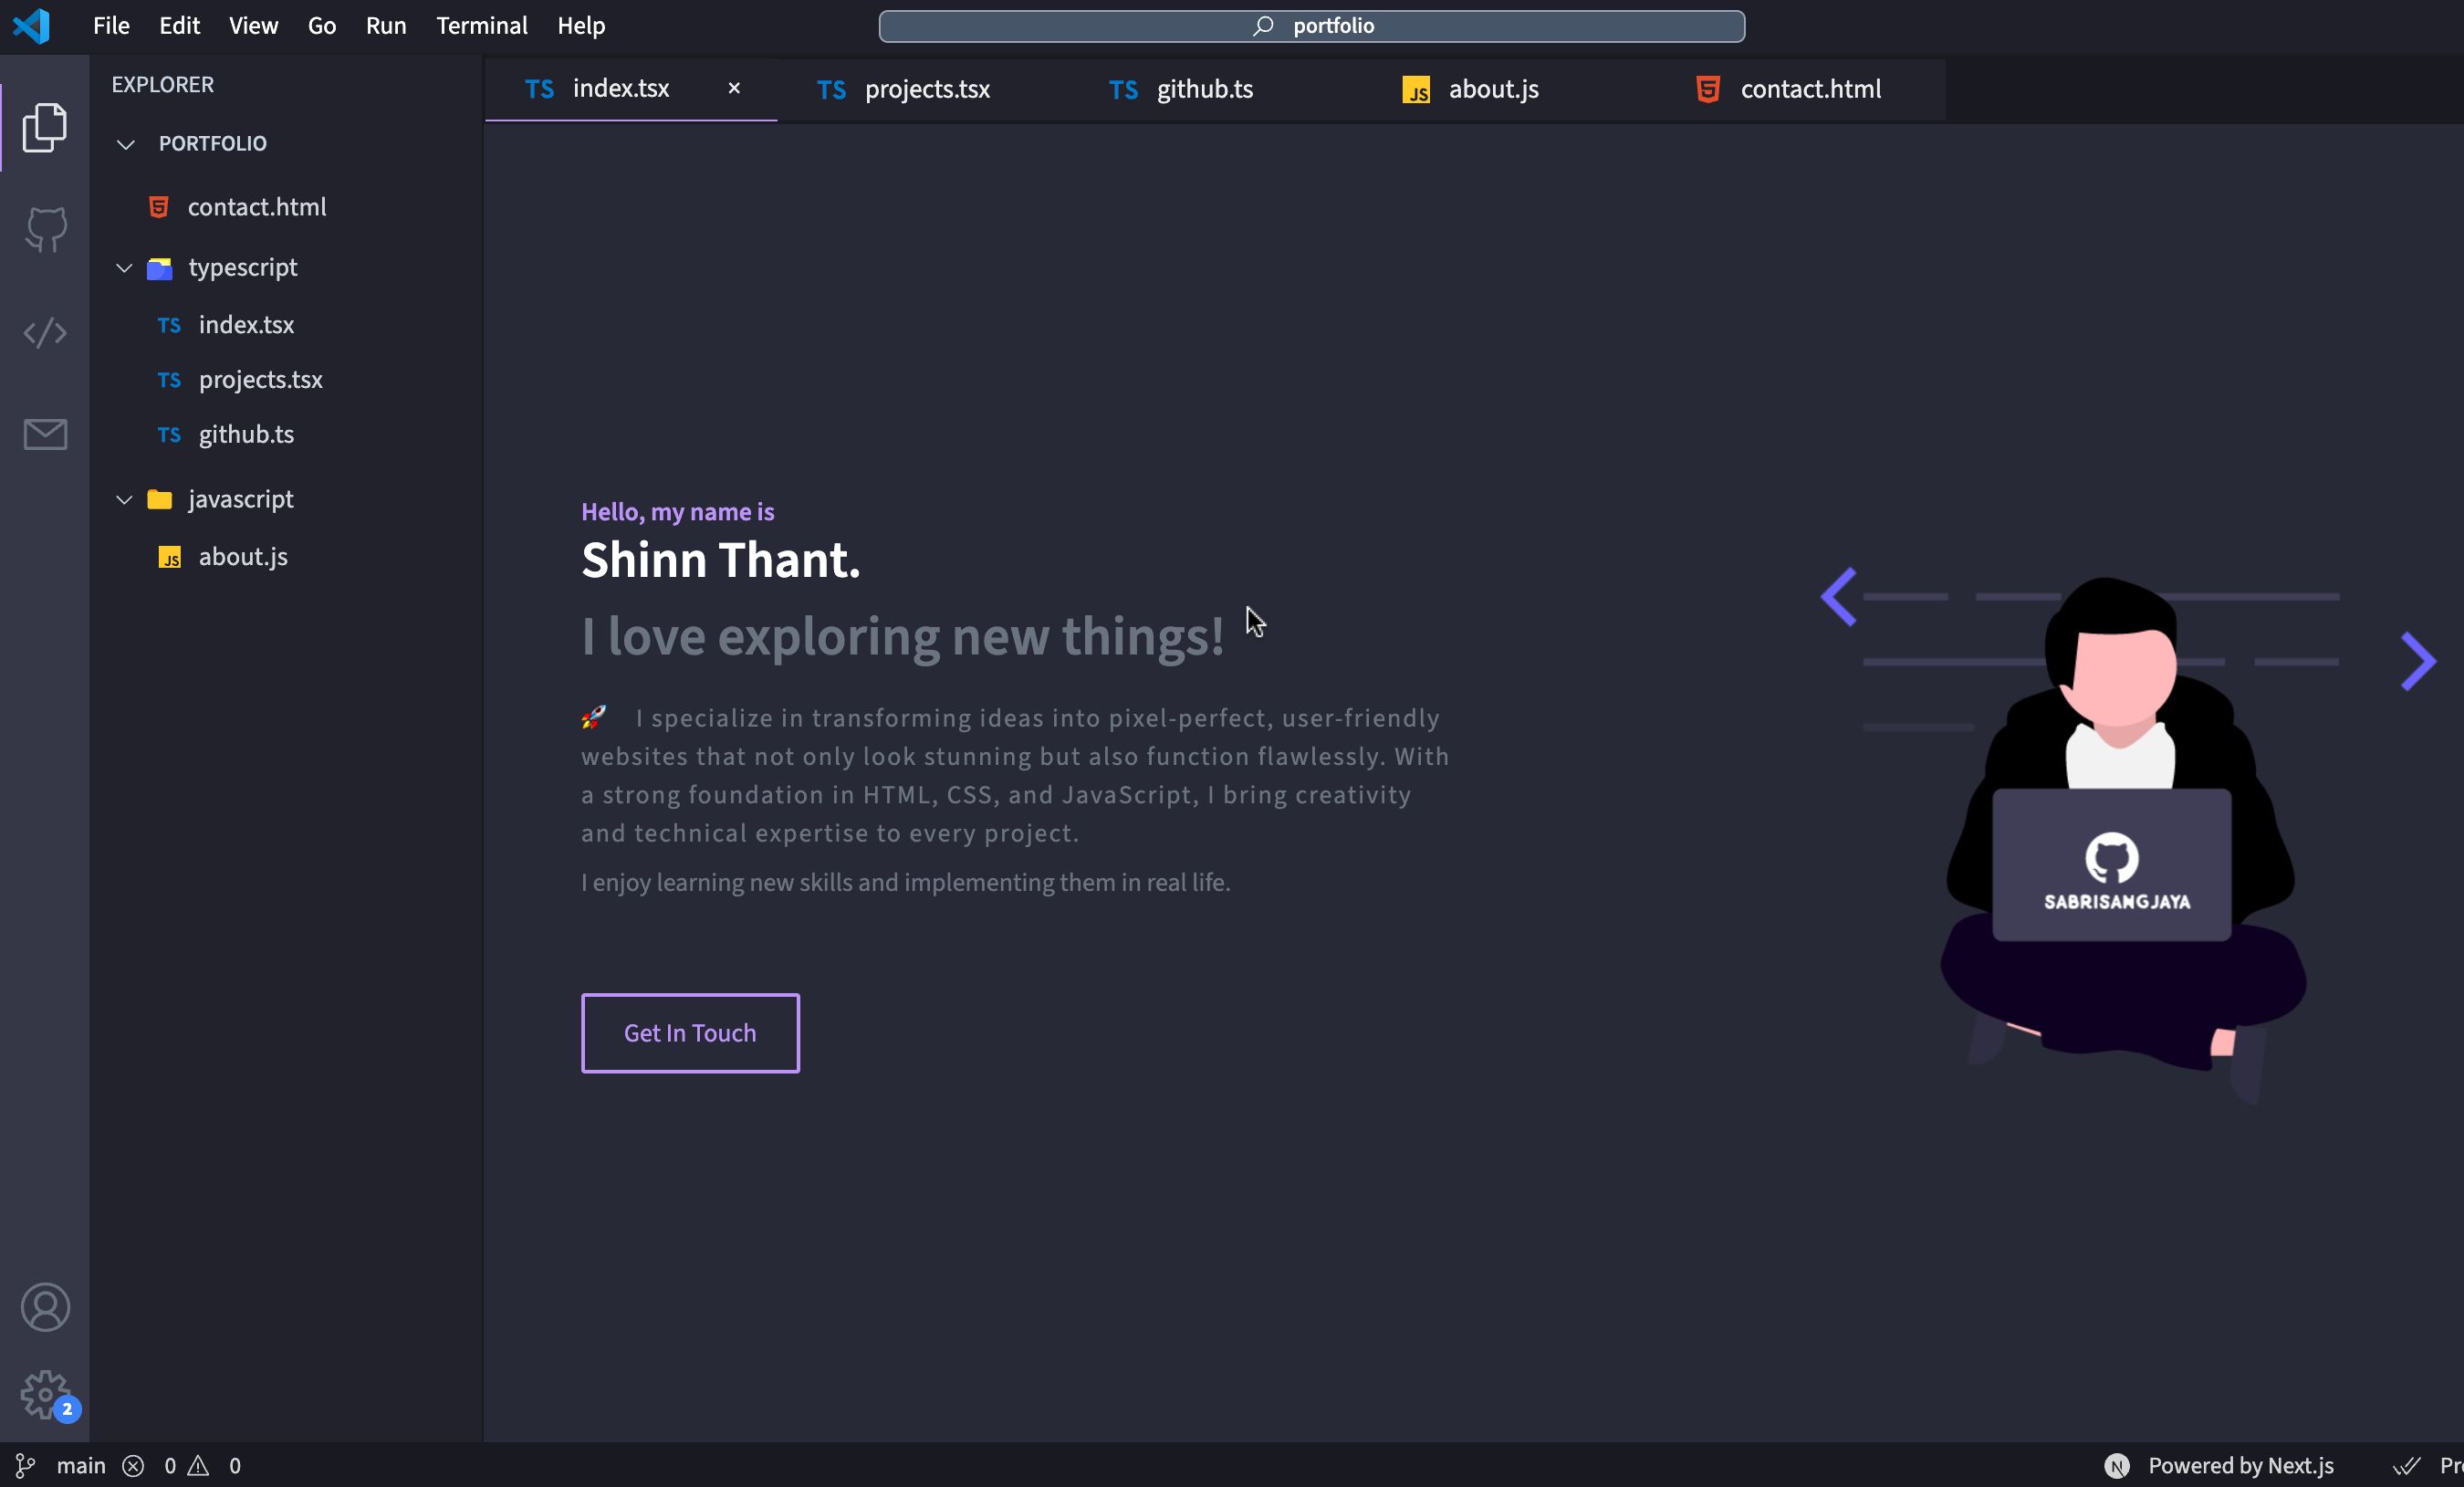 File Edit View Go Run Terminal Help
portfolio
EXPLORER
PORTFOLIO
contact.html
typescript
TS index.tsx
TS projects.tsx
TS github.ts
javascript
JS about.js
TS index.tsx ×
TS projects.tsx
TS github.ts
JS about.js
5 contact.html
Hello, my name is
Shinn Thant.
I love exploring new things!
🚀 I specialize in transforming ideas into pixel-perfect, user-friendly
websites that not only look stunning but also function flawlessly. With
a strong foundation in HTML, CSS, and JavaScript, I bring creativity
and technical expertise to every project.
I enjoy learning new skills and implementing them in real life.
Get In Touch
SABRISANGJAYA
2
main 0 0
N Powered by Next.js